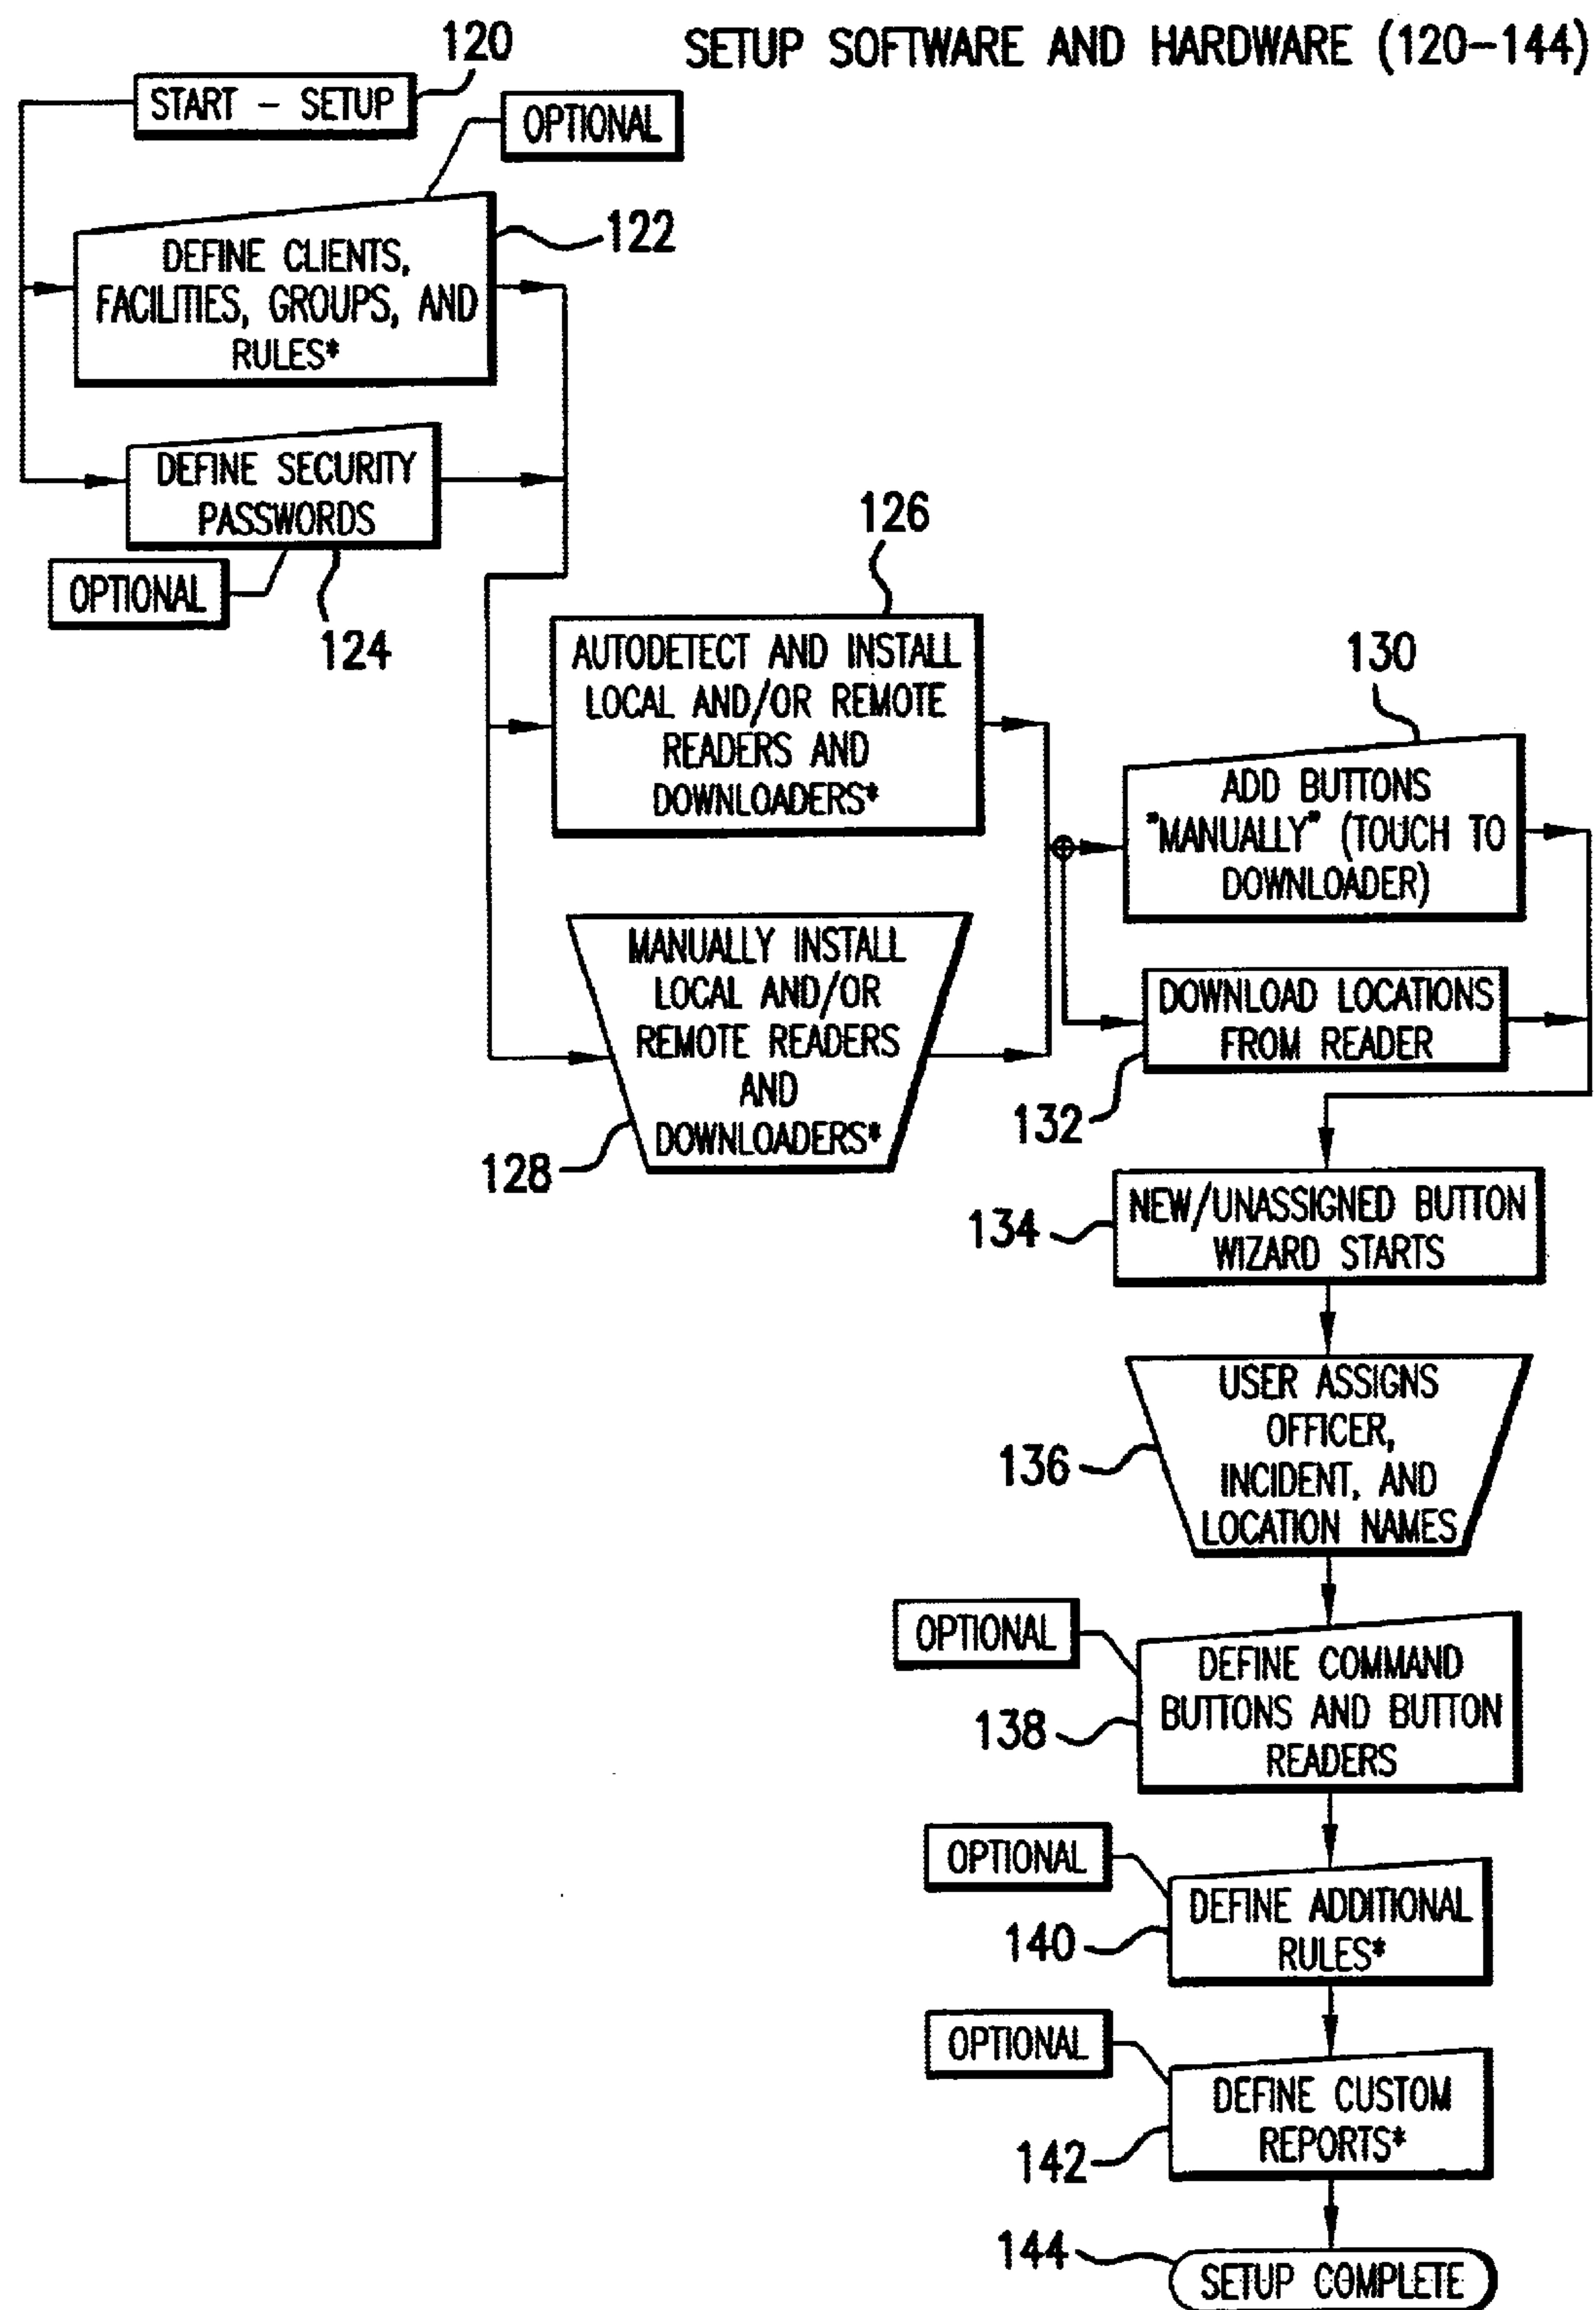 SETUP SOFTWARE AND HARDWARE (120-144)
120
START - SETUP
OPTIONAL
122
DEFINE CLIENTS,
FACILITIES, GROUPS, AND
RULES*
DEFINE SECURITY
PASSWORDS
OPTIONAL
124
126
AUTODETECT AND INSTALL
LOCAL AND/OR REMOTE
READERS AND
DOWNLOADERS*
128
MANUALLY INSTALL
LOCAL AND/OR
REMOTE READERS
AND
DOWNLOADERS*
130
ADD BUTTONS
"MANUALLY" (TOUCH TO
DOWNLOADER)
DOWNLOAD LOCATIONS
FROM READER
132
134
NEW/UNASSIGNED BUTTON
WIZARD STARTS
136
USER ASSIGNS
OFFICER,
INCIDENT, AND
LOCATION NAMES
OPTIONAL
138
DEFINE COMMAND
BUTTONS AND BUTTON
READERS
OPTIONAL
140
DEFINE ADDITIONAL
RULES*
OPTIONAL
142
DEFINE CUSTOM
REPORTS*
144
SETUP COMPLETE